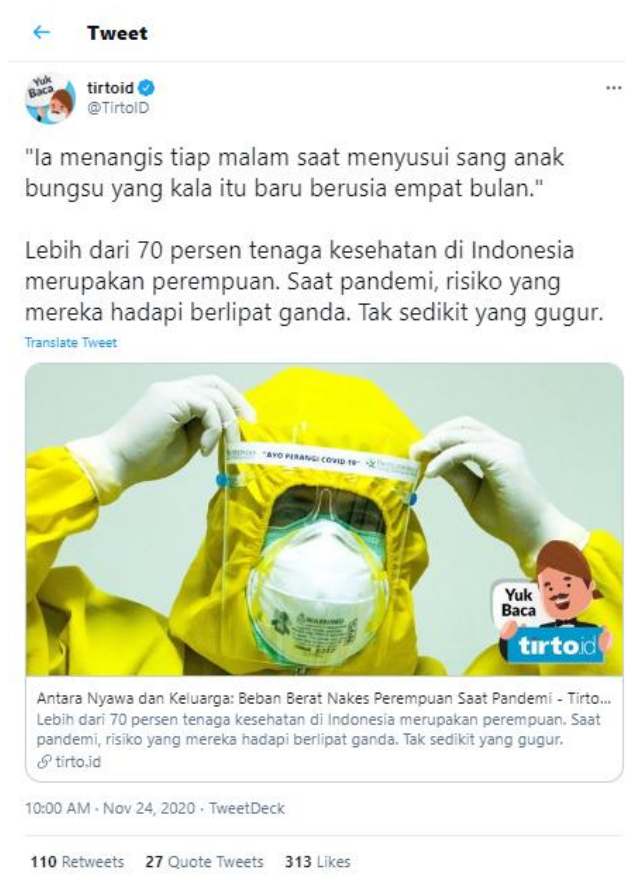 Tweet
Yuk
Baca
tirtoid
@TirtoID
"Ia menangis tiap malam saat menyusui sang anak
bungsu yang kala itu baru berusia empat bulan."
Lebih dari 70 persen tenaga kesehatan di Indonesia
merupakan perempuan. Saat pandemi, risiko yang
mereka hadapi berlipat ganda. Tak sedikit yang gugur.
Translate Tweet
"AYO PERANGI COVID-19"
WARNING
Yuk
Baca
tirto.id
Antara Nyawa dan Keluarga: Beban Berat Nakes Perempuan Saat Pandemi - Tirto...
Lebih dari 70 persen tenaga kesehatan di Indonesia merupakan perempuan. Saat
pandemi, risiko yang mereka hadapi berlipat ganda. Tak sedikit yang gugur.
tirto.id
10:00 AM · Nov 24, 2020 · TweetDeck
110 Retweets 27 Quote Tweets 313 Likes